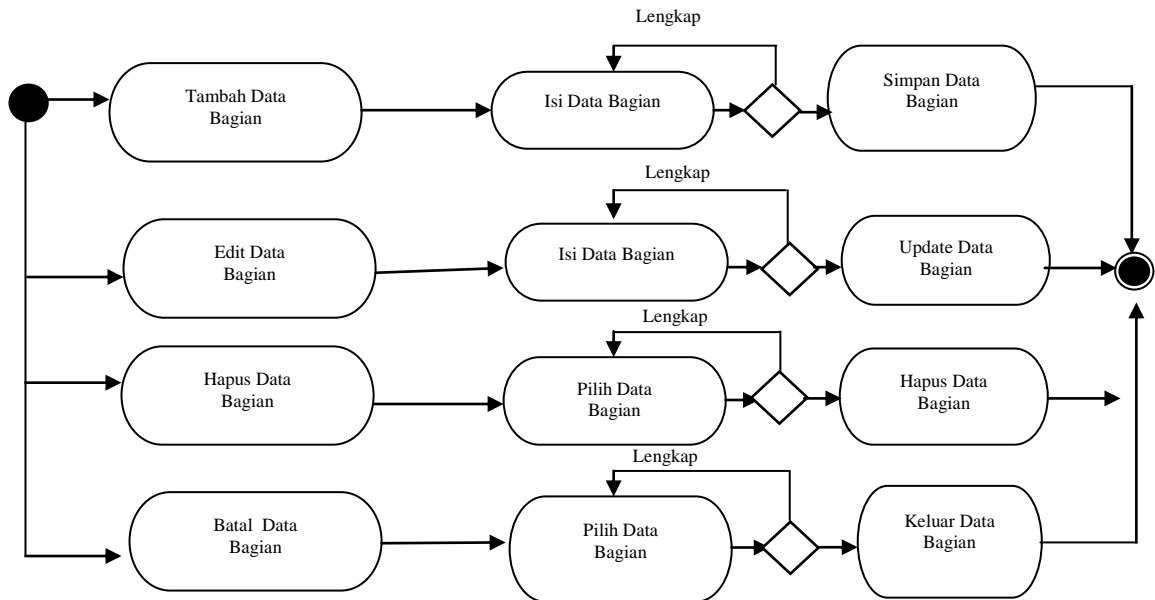 Lengkap
Tambah Data
Bagian
Isi Data Bagian
Simpan Data
Bagian
Lengkap
Edit Data
Bagian
Isi Data Bagian
Update Data
Bagian
Lengkap
Hapus Data
Bagian
Pilih Data
Bagian
Hapus Data
Bagian
Lengkap
Batal Data
Bagian
Pilih Data
Bagian
Keluar Data
Bagian